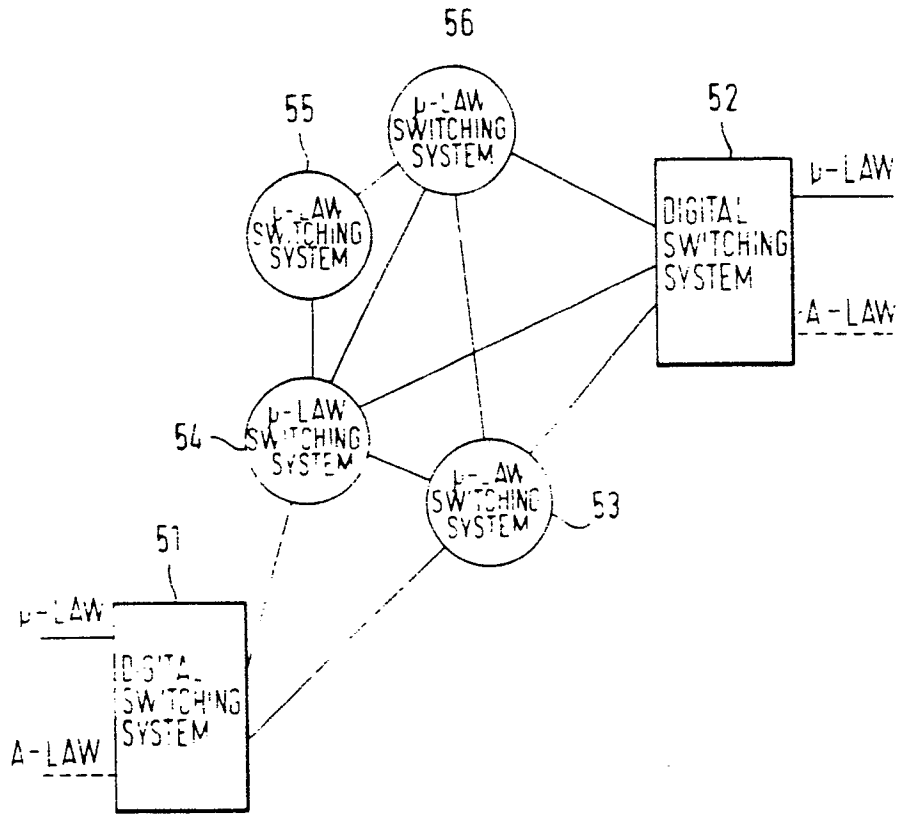 56
µ-LAW
SWITCHING
SYSTEM
55
µ-LAW
SWITCHING
SYSTEM
52
DIGITAL
SWITCHING
SYSTEM
µ-LAW
A-LAW
54
µ-LAW
SWITCHING
SYSTEM
µ-LAW
SWITCHING
SYSTEM
53
51
µ-LAW
DIGITAL
SWITCHING
SYSTEM
A-LAW